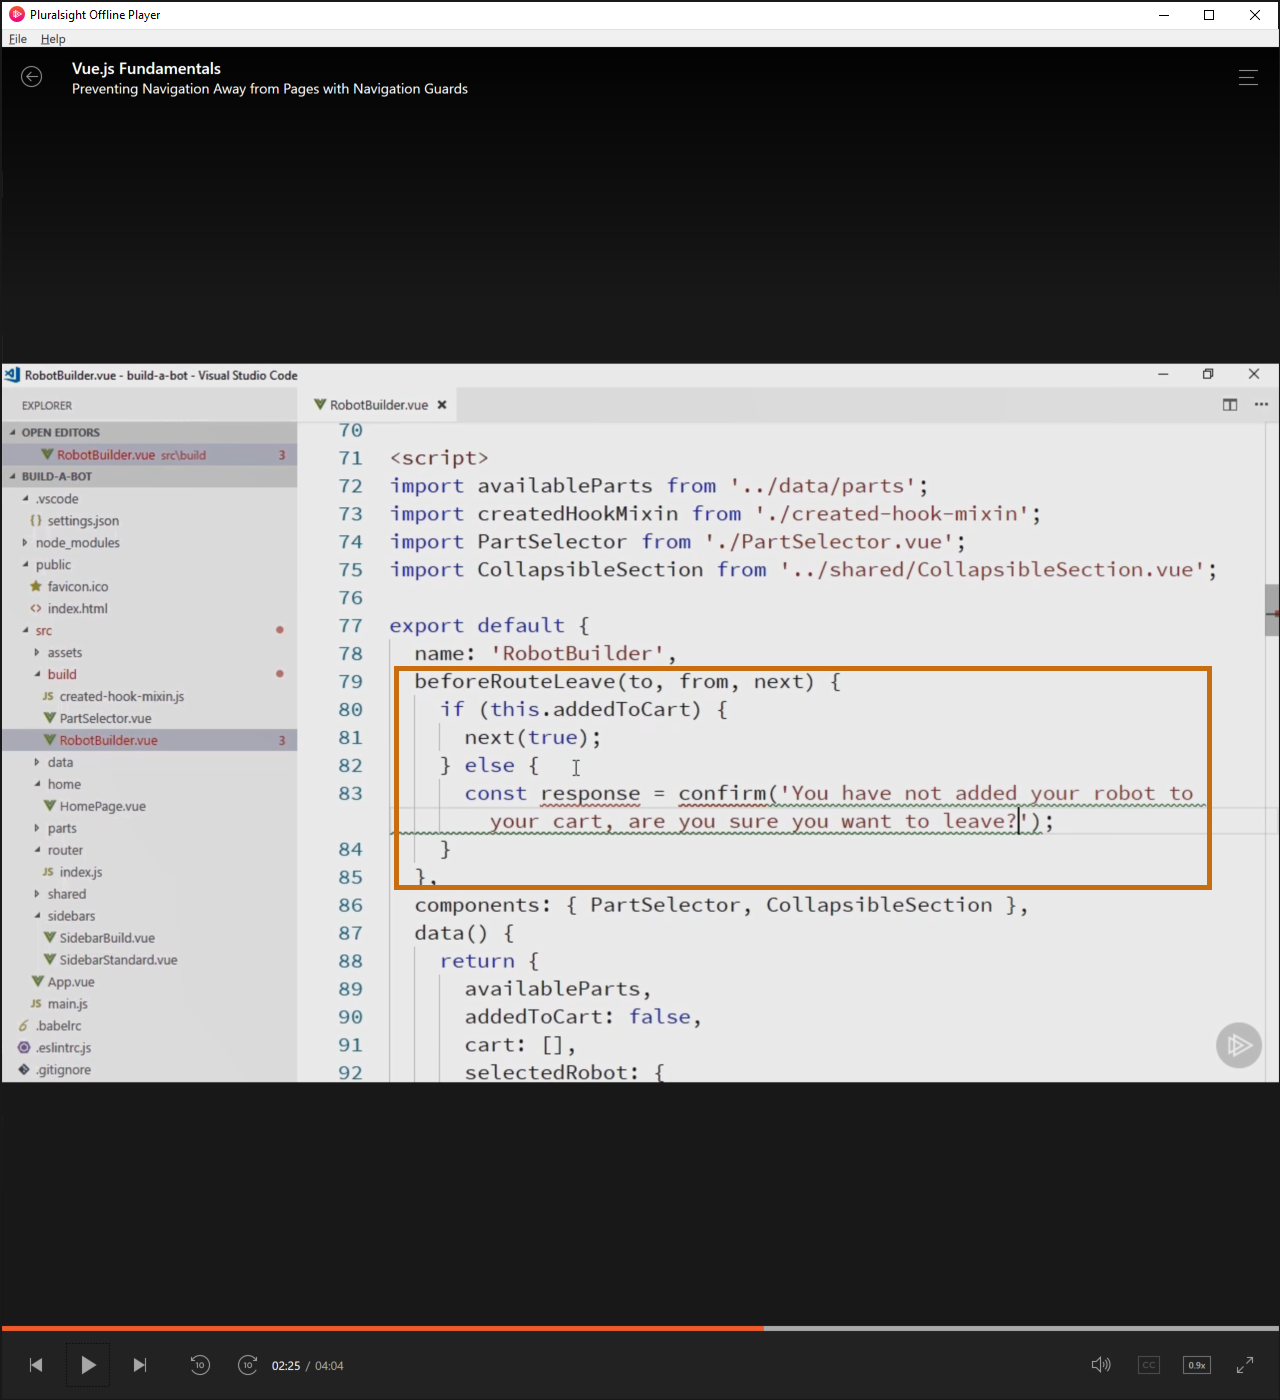 Pluralsight Offline Player
File Help
Vue.js Fundamentals
Preventing Navigation Away from Pages with Navigation Guards
RobotBuilder.vue - build-a-bot - Visual Studio Code
EXPLORER
OPEN EDITORS
RobotBuilder.vue src\build 3
BUILD-A-BOT
.vscode
{} settings.json
node_modules
public
favicon.ico
<> index.html
src
assets
build
JS created-hook-mixin.js
PartSelector.vue
RobotBuilder.vue 3
data
home
HomePage.vue
parts
router
JS index.js
shared
sidebars
SidebarBuild.vue
SidebarStandard.vue
App.vue
JS main.js
.babelrc
.eslintrc.js
.gitignore
RobotBuilder.vue
70
71 <script>
72 import availableParts from '../data/parts';
73 import createdHookMixin from './created-hook-mixin';
74 import PartSelector from './PartSelector.vue';
75 import CollapsibleSection from '../shared/CollapsibleSection.vue';
76
77 export default {
78 name: 'RobotBuilder',
79 beforeRouteLeave(to, from, next) {
80 if (this.addedToCart) {
81 next(true);
82 } else {
83 const response = confirm('You have not added your robot to
your cart, are you sure you want to leave?');
84 }
85 },
86 components: { PartSelector, CollapsibleSection },
87 data() {
88 return {
89 availableParts,
90 addedToCart: false,
91 cart: [],
92 selectedRobot: {
10 10 02:25 / 04:04 CC 0.9x